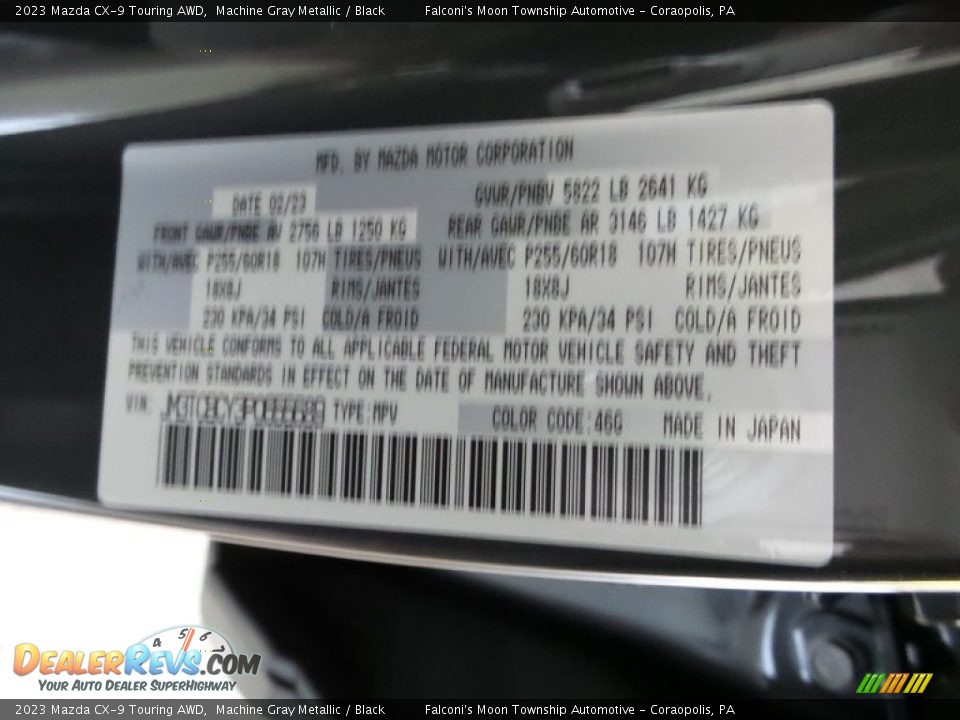 2023 Mazda CX-9 Touring AWD, Machine Gray Metallic / Black Falconi's Moon Township Automotive - Coraopolis, PA
MFD. BY MAZDA MOTOR CORPORATION
DATE 02/23 GVWR/PNBV 5822 LB 2641 KG
FRONT GAWR/PNBE AV 2756 LB 1250 KG REAR GAWR/PNBE AR 3146 LB 1427 KG
WITH/AVEC P255/60R18 107H TIRES/PNEUS WITH/AVEC P255/60R18 107H TIRES/PNEUS
18X8J RIMS/JANTES 18X8J RIMS/JANTES
230 KPA/34 PSI COLD/A FROID 230 KPA/34 PSI COLD/A FROID
THIS VEHICLE CONFORMS TO ALL APPLICABLE FEDERAL MOTOR VEHICLE SAFETY AND THEFT
PREVENTION STANDARDS IN EFFECT ON THE DATE OF MANUFACTURE SHOWN ABOVE.
VIN: TYPE:MPV COLOR CODE:46G MADE IN JAPAN
4 5 6
DEALERREVS.COM
YOUR AUTO DEALER SUPERHIGHWAY
2023 Mazda CX-9 Touring AWD, Machine Gray Metallic / Black Falconi's Moon Township Automotive - Coraopolis, PA